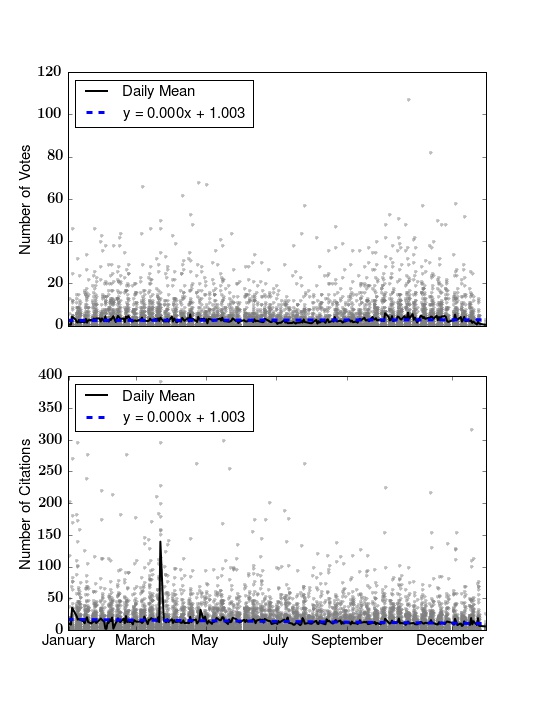 120
100
80
60
40
20
0
Number of Votes
Daily Mean
y = 0.000x + 1.003
400
350
300
250
200
150
100
50
0
Number of Citations
Daily Mean
y = 0.000x + 1.003
January March May July September December